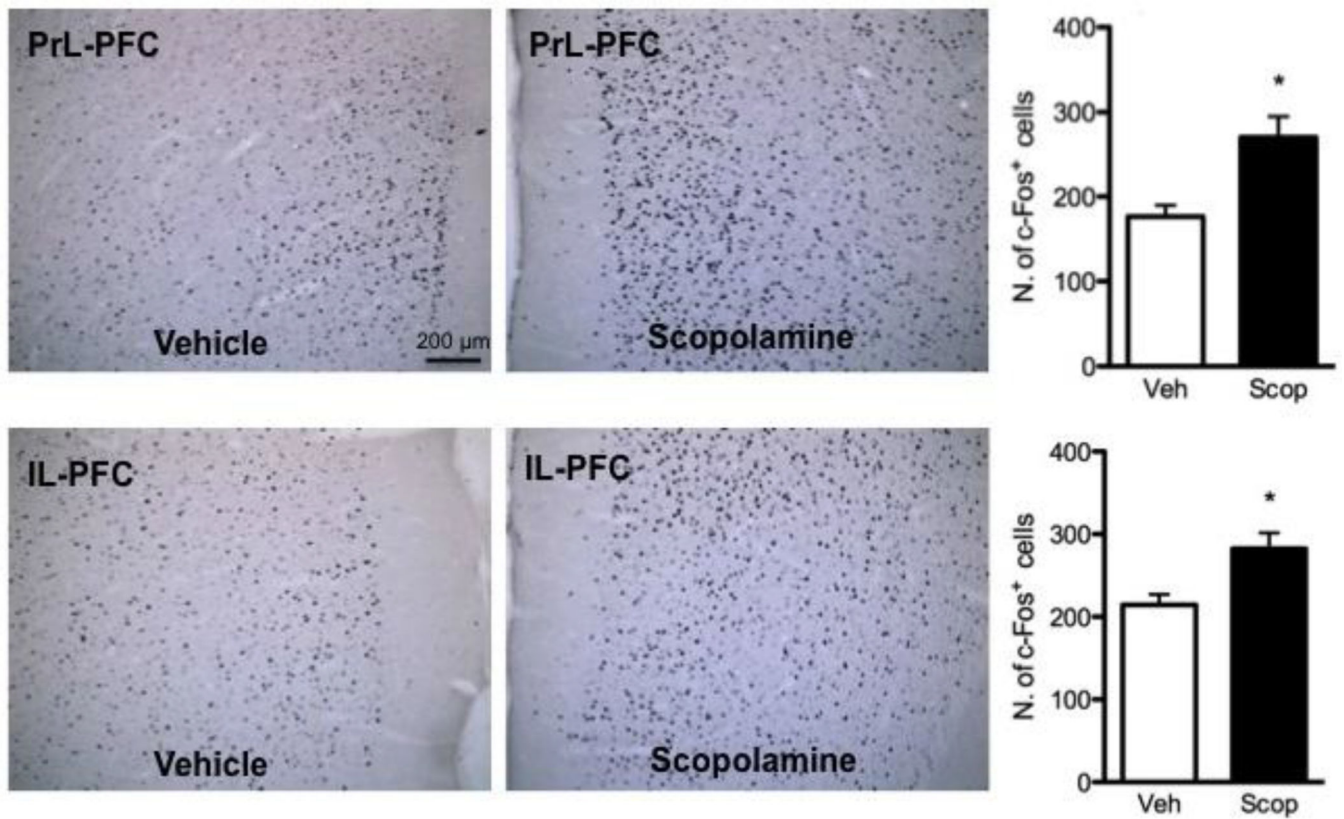 PrL-PFC
Vehicle
200 µm
PrL-PFC
Scopolamine
400
300
200
100
0
N. of c-Fos⁺ cells
*
Veh Scop
IL-PFC
Vehicle
IL-PFC
Scopolamine
400
300
200
100
0
N. of c-Fos⁺ cells
*
Veh Scop